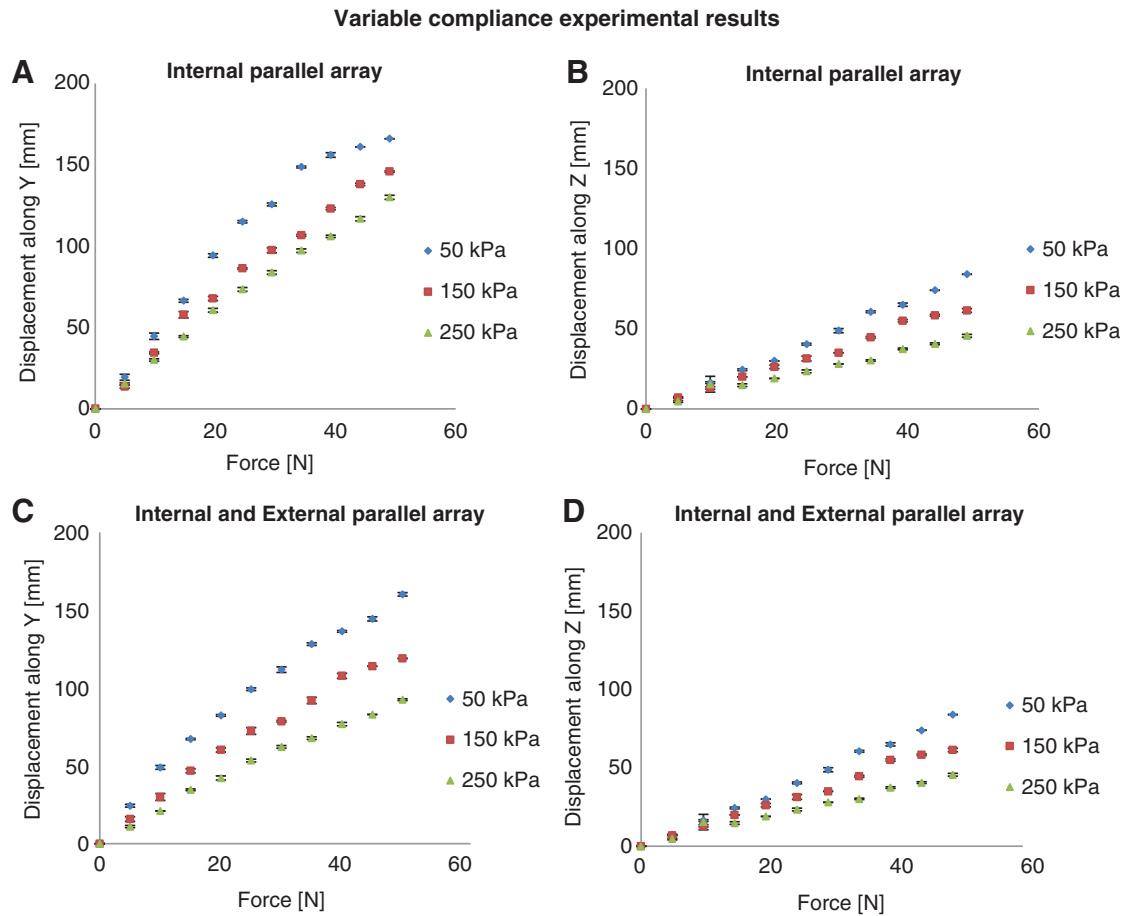 Variable compliance experimental results
A
Internal parallel array
200
150
100
50
0
0 20 40 60
Displacement along Y [mm]
Force [N]
50 kPa
150 kPa
250 kPa
B
Internal parallel array
200
150
100
50
0
0 20 40 60
Displacement along Z [mm]
Force [N]
50 kPa
150 kPa
250 kPa
C
Internal and External parallel array
200
150
100
50
0
0 20 40 60
Displacement along Y [mm]
Force [N]
50 kPa
150 kPa
250 kPa
D
Internal and External parallel array
200
150
100
50
0
0 20 40 60
Displacement along Z [mm]
Force [N]
50 kPa
150 kPa
250 kPa